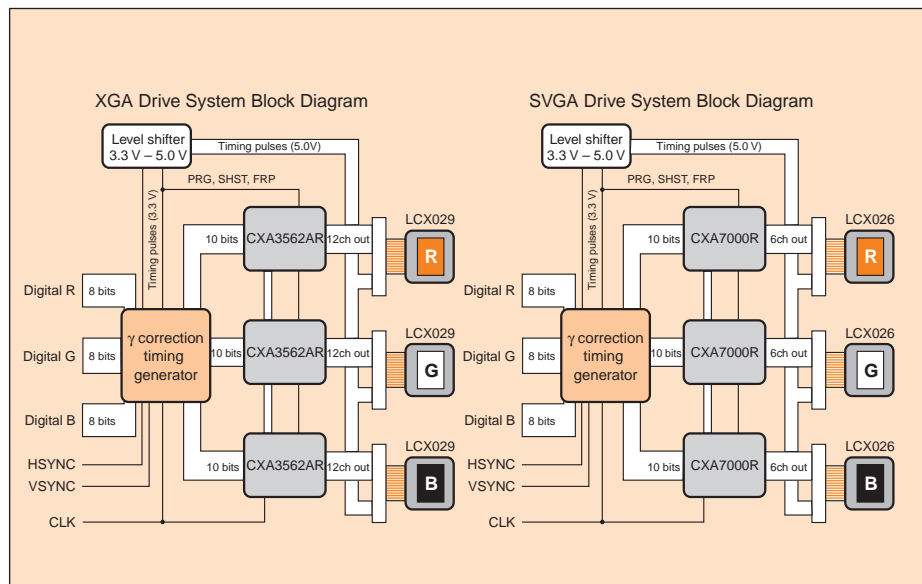 XGA Drive System Block Diagram
Level shifter
3.3 V – 5.0 V
Timing pulses (5.0V)
PRG, SHST, FRP
Timing pulses (3.3 V)
LCX029
10 bits
CXA3562AR
12ch out
R
Digital R
8 bits
γ correction
timing
generator
LCX029
Digital G
8 bits
10 bits
CXA3562AR
12ch out
G
Digital B
8 bits
LCX029
HSYNC
10 bits
CXA3562AR
12ch out
B
VSYNC
CLK
SVGA Drive System Block Diagram
Level shifter
3.3 V – 5.0 V
Timing pulses (5.0 V)
PRG, SHST, FRP
Timing pulses (3.3 V)
LCX026
10 bits
CXA7000R
6ch out
R
Digital R
8 bits
γ correction
timing
generator
LCX026
Digital G
8 bits
10 bits
CXA7000R
6ch out
G
Digital B
8 bits
LCX026
HSYNC
10 bits
CXA7000R
6ch out
B
VSYNC
CLK